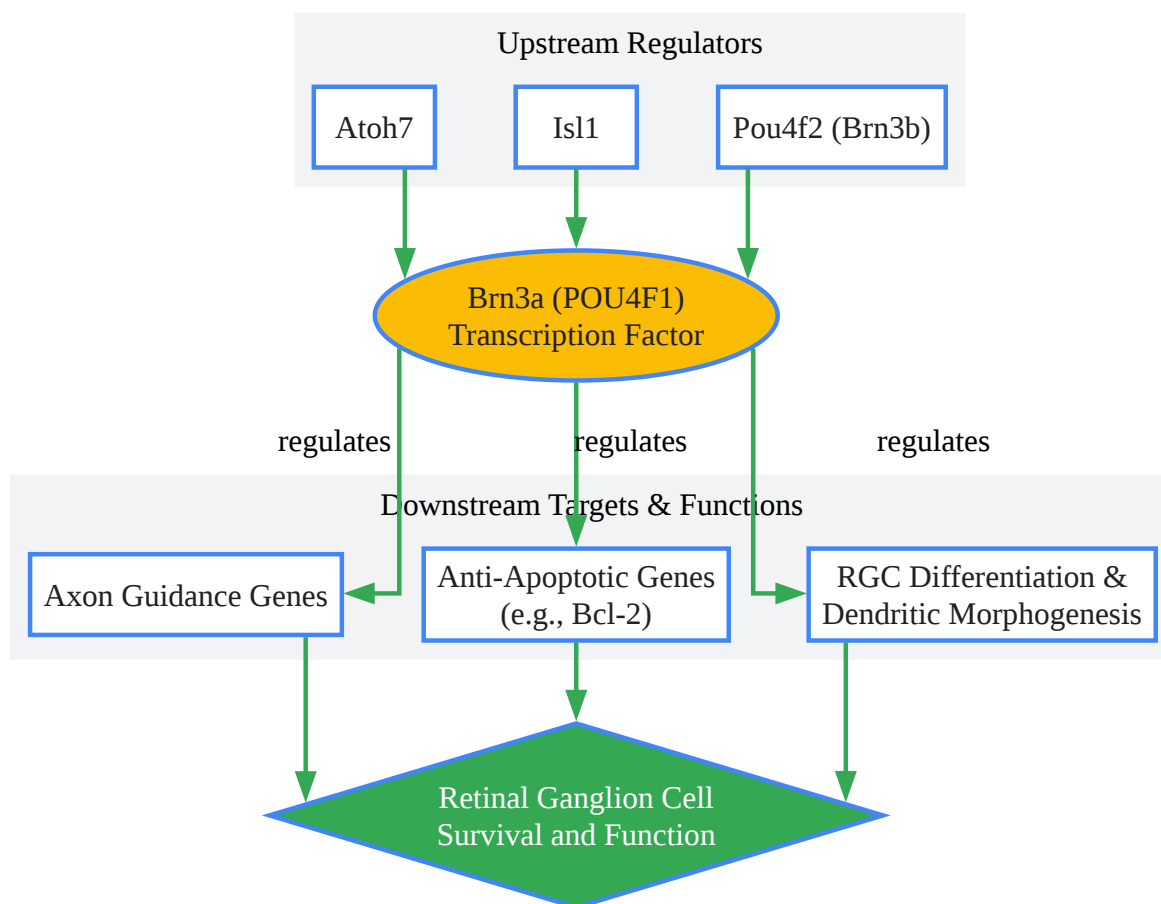 Upstream Regulators
Atoh7
Isl1
Pou4f2 (Brn3b)
Brn3a (POU4F1)
Transcription Factor
regulates
regulates
regulates
Downstream Targets & Functions
Axon Guidance Genes
Anti-Apoptotic Genes
(e.g., Bcl-2)
RGC Differentiation &
Dendritic Morphogenesis
Retinal Ganglion Cell
Survival and Function